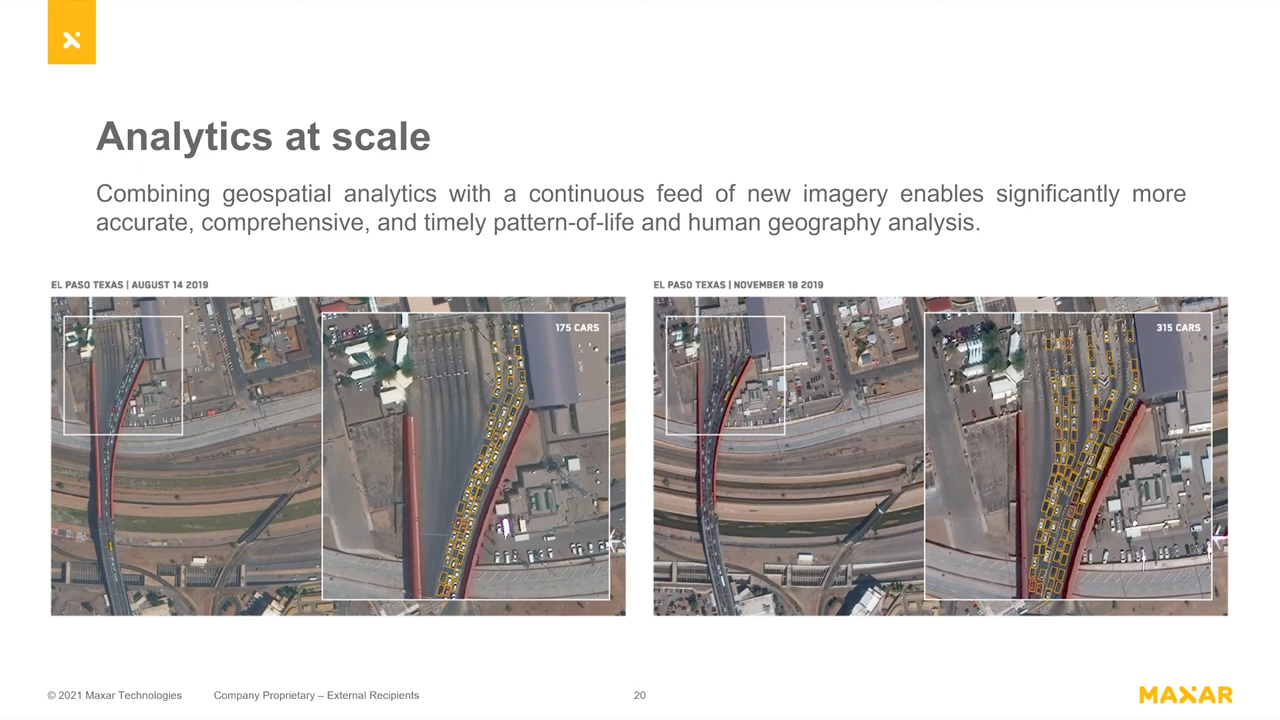 Analytics at scale
Combining geospatial analytics with a continuous feed of new imagery enables significantly more
accurate, comprehensive, and timely pattern-of-life and human geography analysis.
EL PASO TEXAS | AUGUST 14 2019
175 CARS
EL PASO TEXAS | NOVEMBER 18 2019
315 CARS
© 2021 Maxar Technologies
Company Proprietary – External Recipients
20
MAXAR